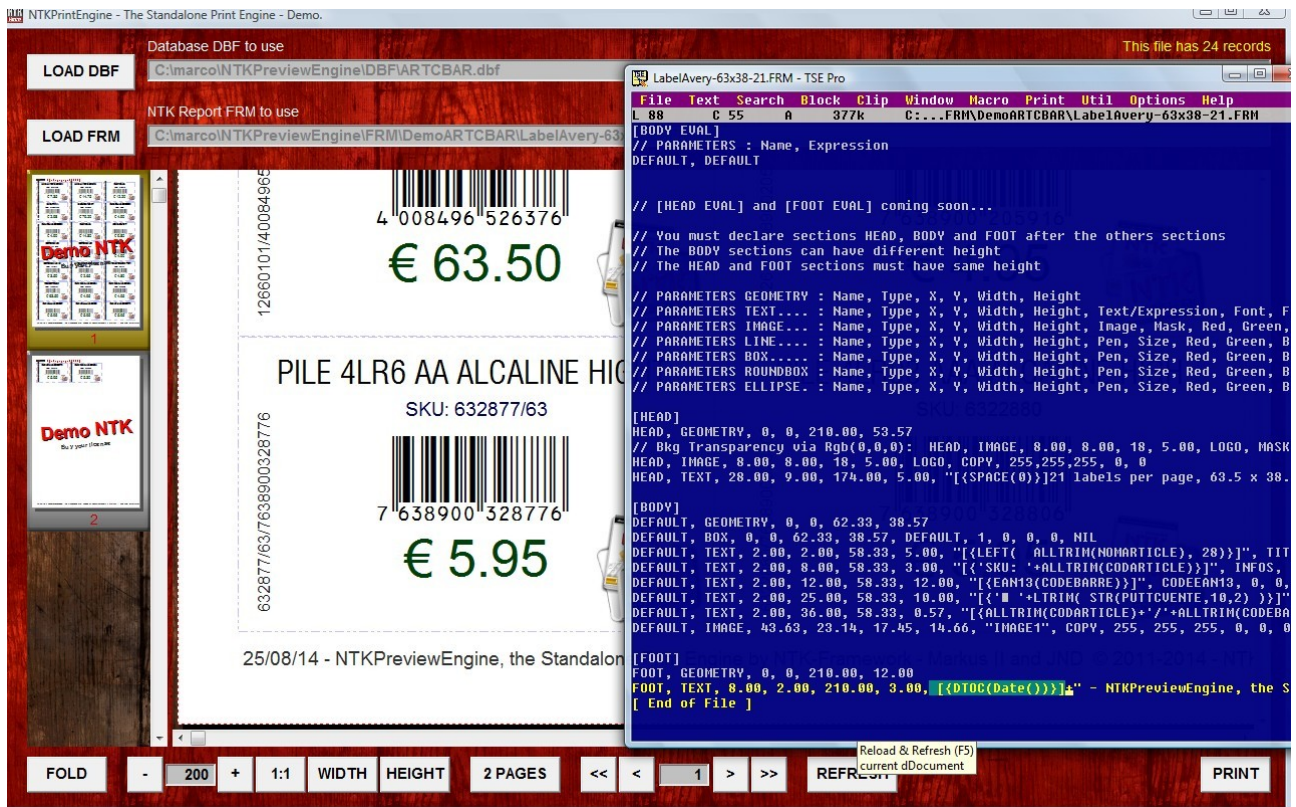 NTKPrintEngine - The Standalone Print Engine - Demo.
Database DBF to use
This file has 24 records
LOAD DBF
C:\marco\NTKPreviewEngine\DBF\ARTCBAR.dbf
NTK Report FRM to use
LOAD FRM
C:\marco\NTKPreviewEngine\FRM\DemoARTCBAR\LabelAvery-63
Demo NTK
Buy your license
1
Demo NTK
Buy your license
2
12660101/40084965
4 008496 526376
€ 63.50
PILE 4LR6 AA ALCALINE HIG
SKU: 632877/63
632877/63/7638900328776
7 638900 328776
€ 5.95
25/08/14 - NTKPreviewEngine, the Standalon
LabelAvery-63x38-21.FRM - TSE Pro
File Text Search Block Clip Window Macro Print Util Options Help
L 88 C 55 A 377k C:...FRM\DemoARTCBAR\LabelAvery-63x38-21.FRM
[BODY EVAL]
// PARAMETERS : Name, Expression
DEFAULT, DEFAULT
// [HEAD EVAL] and [FOOT EVAL] coming soon...
// You must declare sections HEAD, BODY and FOOT after the others sections
// The BODY sections can have different height
// The HEAD and FOOT sections must have same height
// PARAMETERS GEOMETRY : Name, Type, X, Y, Width, Height
// PARAMETERS TEXT.... : Name, Type, X, Y, Width, Height, Text/Expression, Font, F
// PARAMETERS IMAGE... : Name, Type, X, Y, Width, Height, Image, Mask, Red, Green,
// PARAMETERS LINE.... : Name, Type, X, Y, Width, Height, Pen, Size, Red, Green, B
// PARAMETERS BOX..... : Name, Type, X, Y, Width, Height, Pen, Size, Red, Green, B
// PARAMETERS ROUNDBOX : Name, Type, X, Y, Width, Height, Pen, Size, Red, Green, B
// PARAMETERS ELLIPSE. : Name, Type, X, Y, Width, Height, Pen, Size, Red, Green, B
[HEAD]
HEAD, GEOMETRY, 0, 0, 210.00, 53.57
// Bkg Transparency via Rgb(0,0,0): HEAD, IMAGE, 8.00, 8.00, 18, 5.00, LOGO, MASK
HEAD, IMAGE, 8.00, 8.00, 18, 5.00, LOGO, COPY, 255,255,255, 0, 0
HEAD, TEXT, 28.00, 9.00, 174.00, 5.00, "[{SPACE(0)}]21 labels per page, 63.5 x 38.
[BODY]
DEFAULT, GEOMETRY, 0, 0, 62.33, 38.57
DEFAULT, BOX, 0, 0, 62.33, 38.57, DEFAULT, 1, 0, 0, 0, NIL
DEFAULT, TEXT, 2.00, 2.00, 58.33, 5.00, "[{LEFT( ALLTRIM(NOMARTICLE), 28)}]", TIT
DEFAULT, TEXT, 2.00, 8.00, 58.33, 3.00, "[{'SKU: '+ALLTRIM(CODARTICLE)}]", INFOS,
DEFAULT, TEXT, 2.00, 12.00, 58.33, 12.00, "[{EAN13(CODEBARRE)}]", CODEEAN13, 0, 0,
DEFAULT, TEXT, 2.00, 25.00, 58.33, 10.00, "[{'■ '+LTRIM( STR(PUTTCVENTE,10,2) )}]"
DEFAULT, TEXT, 2.00, 36.00, 58.33, 0.57, "[{ALLTRIM(CODARTICLE)+'/'+ALLTRIM(CODEBA
DEFAULT, IMAGE, 43.63, 23.14, 17.45, 14.66, "IMAGE1", COPY, 255, 255, 255, 0, 0, 0
[FOOT]
FOOT, GEOMETRY, 0, 0, 210.00, 12.00
FOOT, TEXT, 8.00, 2.00, 210.00, 3.00, [{DTOC(Date())}]+" - NTKPreviewEngine, the S
[ End of File ]
Reload & Refresh (F5)
current dDocument
FOLD - 200 + 1:1 WIDTH HEIGHT 2 PAGES << < 1 > >> REFRESH PRINT